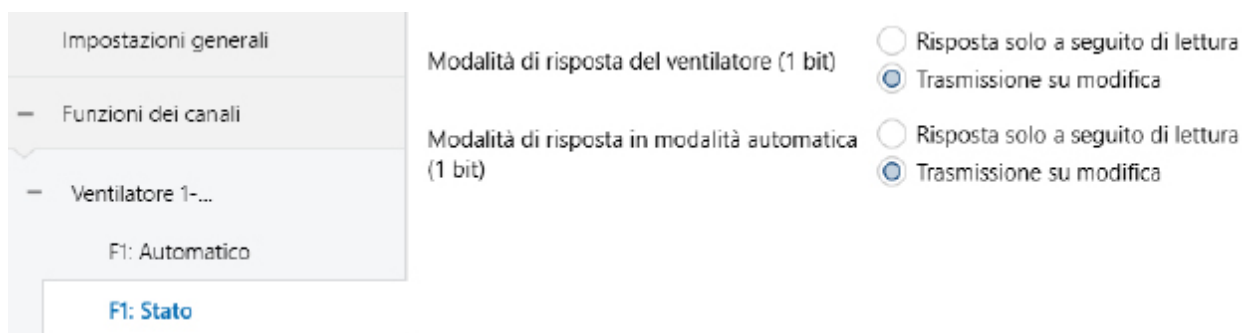 Impostazioni generali
Funzioni dei canali
Ventilatore 1-...
F1: Automatico
F1: Stato
Modalità di risposta del ventilatore (1 bit)
Risposta solo a seguito di lettura
Trasmissione su modifica
Modalità di risposta in modalità automatica
(1 bit)
Risposta solo a seguito di lettura
Trasmissione su modifica